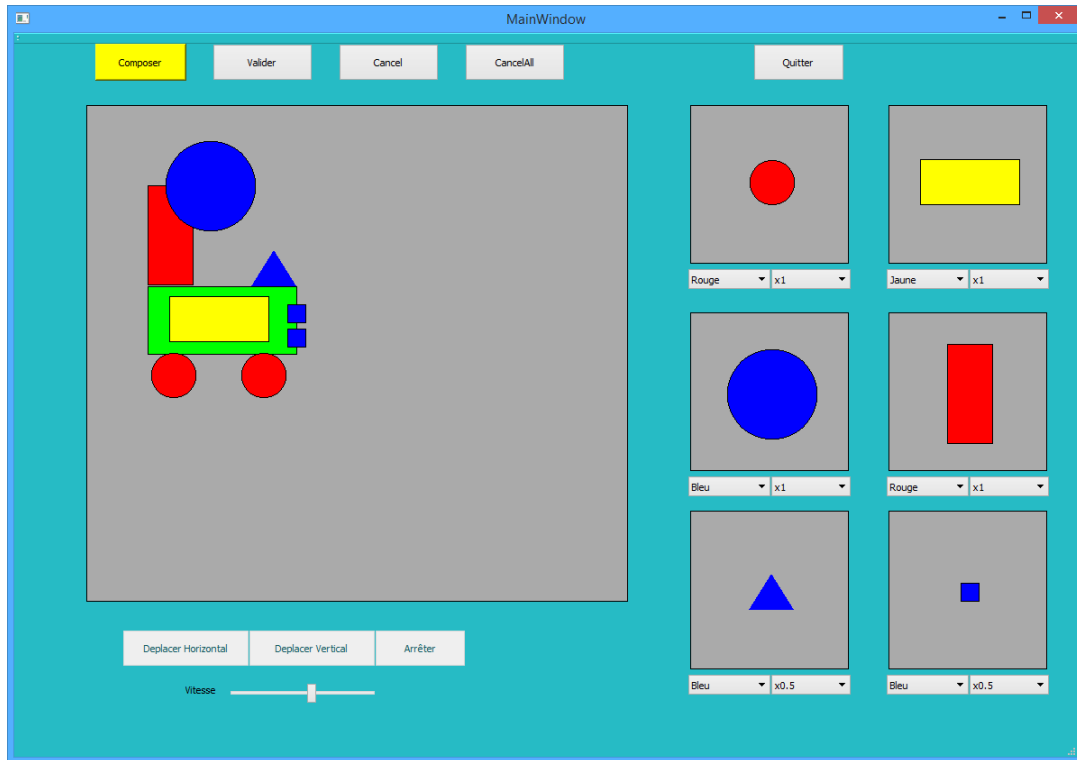 MainWindow
Composer Valider Cancel CancelAll Quitter
Rouge x1 Jaune x1
Bleu x1 Rouge x1
Bleu x0.5 Bleu x0.5
Deplacer Horizontal Deplacer Vertical Arrêter
Vitesse